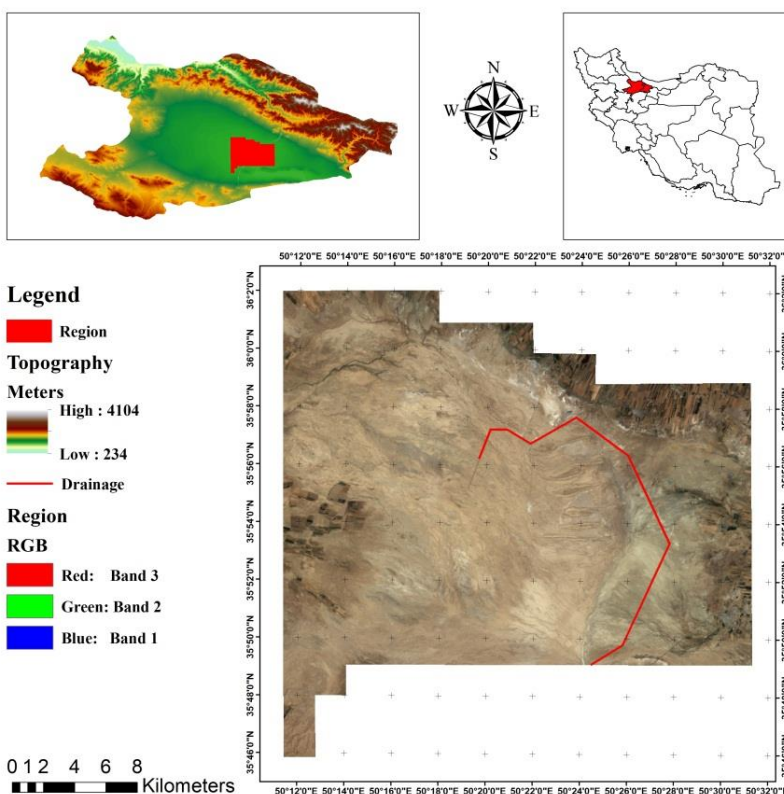 N
W E
S
Legend
Region
Topography
Meters
High : 4104
Low : 234
Drainage
Region
RGB
Red: Band 3
Green: Band 2
Blue: Band 1
0 1 2 4 6 8
Kilometers
50°12'0"E 50°14'0"E 50°16'0"E 50°18'0"E 50°20'0"E 50°22'0"E 50°24'0"E 50°26'0"E 50°28'0"E 50°30'0"E 50°32'0"E
36°2'0"N
36°0'0"N
35°58'0"N
35°56'0"N
35°54'0"N
35°52'0"N
35°50'0"N
35°48'0"N
35°46'0"N
50°12'0"E 50°14'0"E 50°16'0"E 50°18'0"E 50°20'0"E 50°22'0"E 50°24'0"E 50°26'0"E 50°28'0"E 50°30'0"E 50°32'0"E